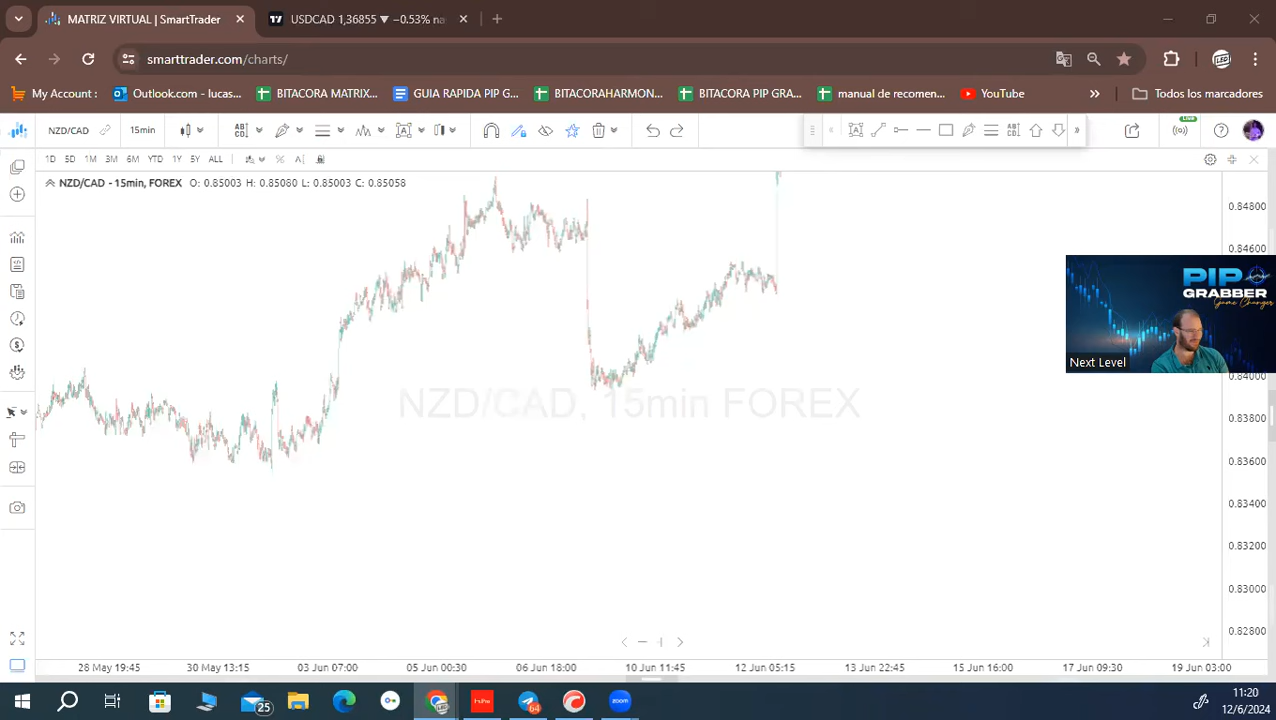 MATRIZ VIRTUAL | SmartTrader
USDCAD 1,36855 ▼ −0.53% na
smarttrader.com/charts/
My Account :
Outlook.com - lucas...
BITACORA MATRIX...
GUIA RAPIDA PIP G...
BITACORAHARMON...
BITACORA PIP GRA...
manual de recomen...
YouTube
Todos los marcadores
NZD/CAD
15min
LIVE
1D 5D 1M 3M 6M YTD 1Y 5Y ALL
NZD/CAD - 15min, FOREX O: 0.85003 H: 0.85080 L: 0.85003 C: 0.85058
0.84800
0.84600
PIP
GRABBER
Game Changer
Next Level
0.84000
NZD/CAD, 15min FOREX
0.83800
0.83600
0.83400
0.83200
0.83000
0.82800
28 May 19:45 30 May 13:15 03 Jun 07:00 05 Jun 00:30 06 Jun 18:00 10 Jun 11:45 12 Jun 05:15 13 Jun 22:45 15 Jun 16:00 17 Jun 09:30 19 Jun 03:00
25
64
zoom
11:20
12/6/2024